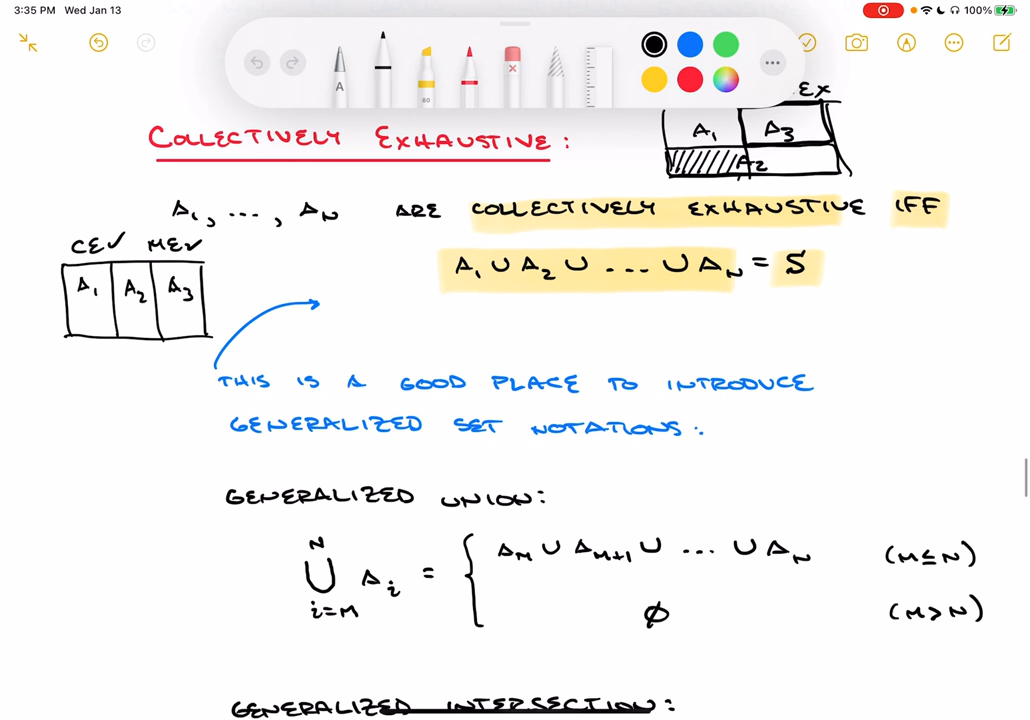 3:35 PM Wed Jan 13
100%
A
80
EX
COLLECTIVELY EXHAUSTIVE:
A₁ A₃
A₂
A₁, ..., Aₙ ARE COLLECTIVELY EXHAUSTIVE IFF
CE✓ ME✓
A₁ ∪ A₂ ∪ ... ∪ Aₙ = S
A₁ A₂ A₃
THIS IS A GOOD PLACE TO INTRODUCE
GENERALIZED SET NOTATIONS:
GENERALIZED UNION:
N
∪ Aᵢ = { Aₘ ∪ Aₘ₊₁ ∪ ... ∪ Aₙ (M ≤ N)
i=M
∅ (M > N)
GENERALIZED INTERSECTION: